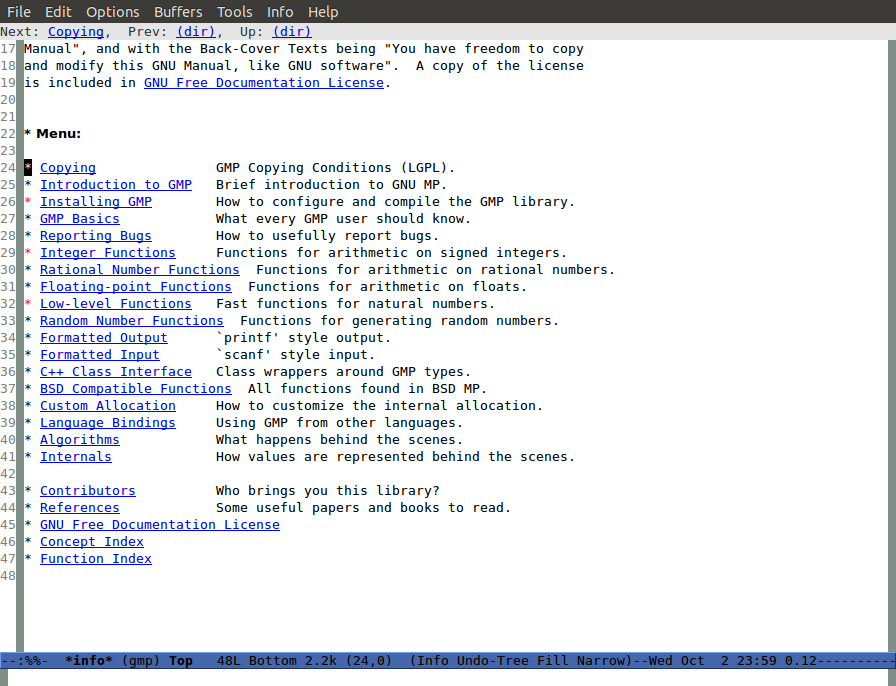 File Edit Options Buffers Tools Info Help
Next: Copying, Prev: (dir), Up: (dir)
17 Manual", and with the Back-Cover Texts being "You have freedom to copy
18 and modify this GNU Manual, like GNU software". A copy of the license
19 is included in GNU Free Documentation License.
20
21
22 * Menu:
23
24 * Copying GMP Copying Conditions (LGPL).
25 * Introduction to GMP Brief introduction to GNU MP.
26 * Installing GMP How to configure and compile the GMP library.
27 * GMP Basics What every GMP user should know.
28 * Reporting Bugs How to usefully report bugs.
29 * Integer Functions Functions for arithmetic on signed integers.
30 * Rational Number Functions Functions for arithmetic on rational numbers.
31 * Floating-point Functions Functions for arithmetic on floats.
32 * Low-level Functions Fast functions for natural numbers.
33 * Random Number Functions Functions for generating random numbers.
34 * Formatted Output `printf' style output.
35 * Formatted Input `scanf' style input.
36 * C++ Class Interface Class wrappers around GMP types.
37 * BSD Compatible Functions All functions found in BSD MP.
38 * Custom Allocation How to customize the internal allocation.
39 * Language Bindings Using GMP from other languages.
40 * Algorithms What happens behind the scenes.
41 * Internals How values are represented behind the scenes.
42
43 * Contributors Who brings you this library?
44 * References Some useful papers and books to read.
45 * GNU Free Documentation License
46 * Concept Index
47 * Function Index
48
--:%%- *info* (gmp) Top 48L Bottom 2.2k (24,0) (Info Undo-Tree Fill Narrow)--Wed Oct 2 23:59 0.12----------